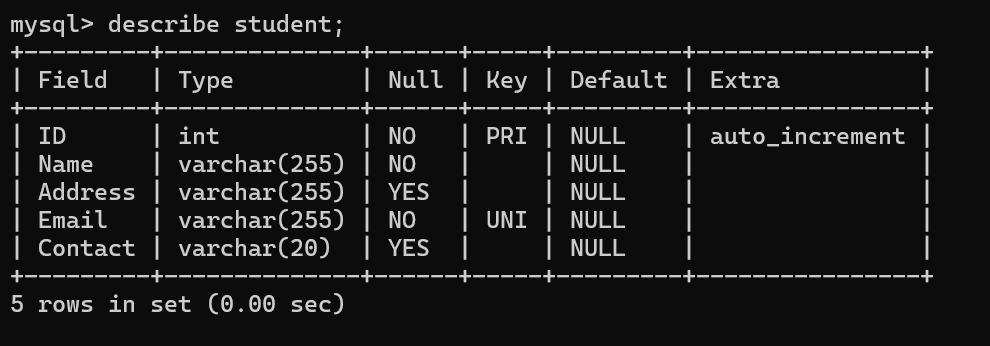 mysql> describe student;
+---------+--------------+------+-----+---------+----------------+
| Field   | Type         | Null | Key | Default | Extra          |
+---------+--------------+------+-----+---------+----------------+
| ID      | int          | NO   | PRI | NULL    | auto_increment |
| Name    | varchar(255) | NO   |     | NULL    |                |
| Address | varchar(255) | YES  |     | NULL    |                |
| Email   | varchar(255) | NO   | UNI | NULL    |                |
| Contact | varchar(20)  | YES  |     | NULL    |                |
+---------+--------------+------+-----+---------+----------------+
5 rows in set (0.00 sec)